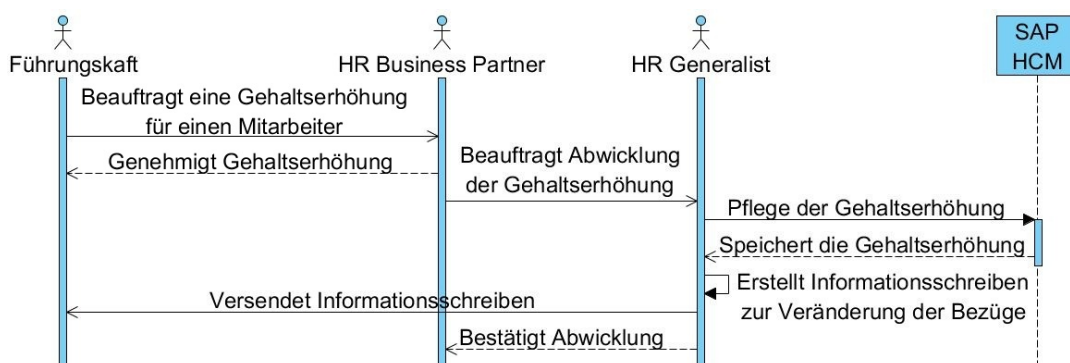 SAP
HCM
Führungskaft
HR Business Partner
HR Generalist
Beauftragt eine Gehaltserhöhung
für einen Mitarbeiter
Genehmigt Gehaltserhöhung
Beauftragt Abwicklung
der Gehaltserhöhung
Pflege der Gehaltserhöhung
Speichert die Gehaltserhöhung
Erstellt Informationsschreiben
zur Veränderung der Bezüge
Versendet Informationsschreiben
Bestätigt Abwicklung